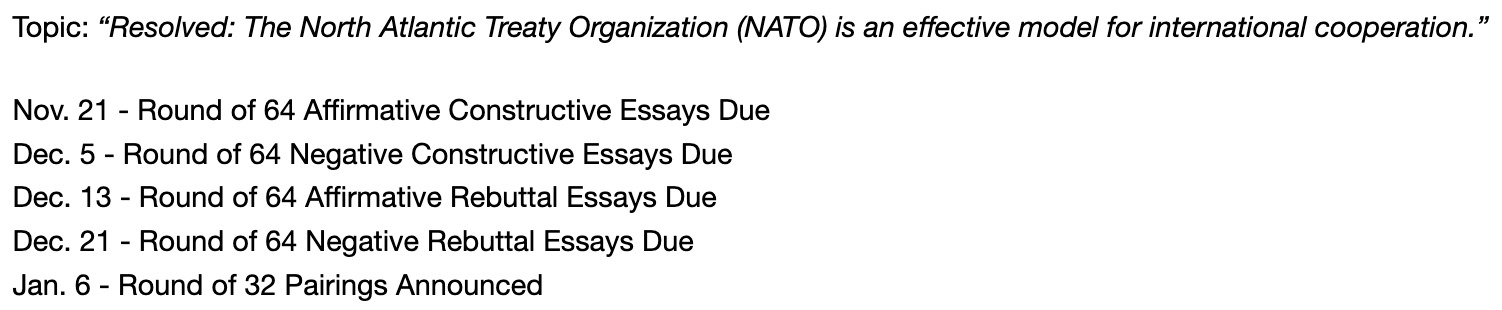 Topic: “Resolved: The North Atlantic Treaty Organization (NATO) is an effective model for international cooperation.”
Nov. 21 - Round of 64 Affirmative Constructive Essays Due
Dec. 5 - Round of 64 Negative Constructive Essays Due
Dec. 13 - Round of 64 Affirmative Rebuttal Essays Due
Dec. 21 - Round of 64 Negative Rebuttal Essays Due
Jan. 6 - Round of 32 Pairings Announced